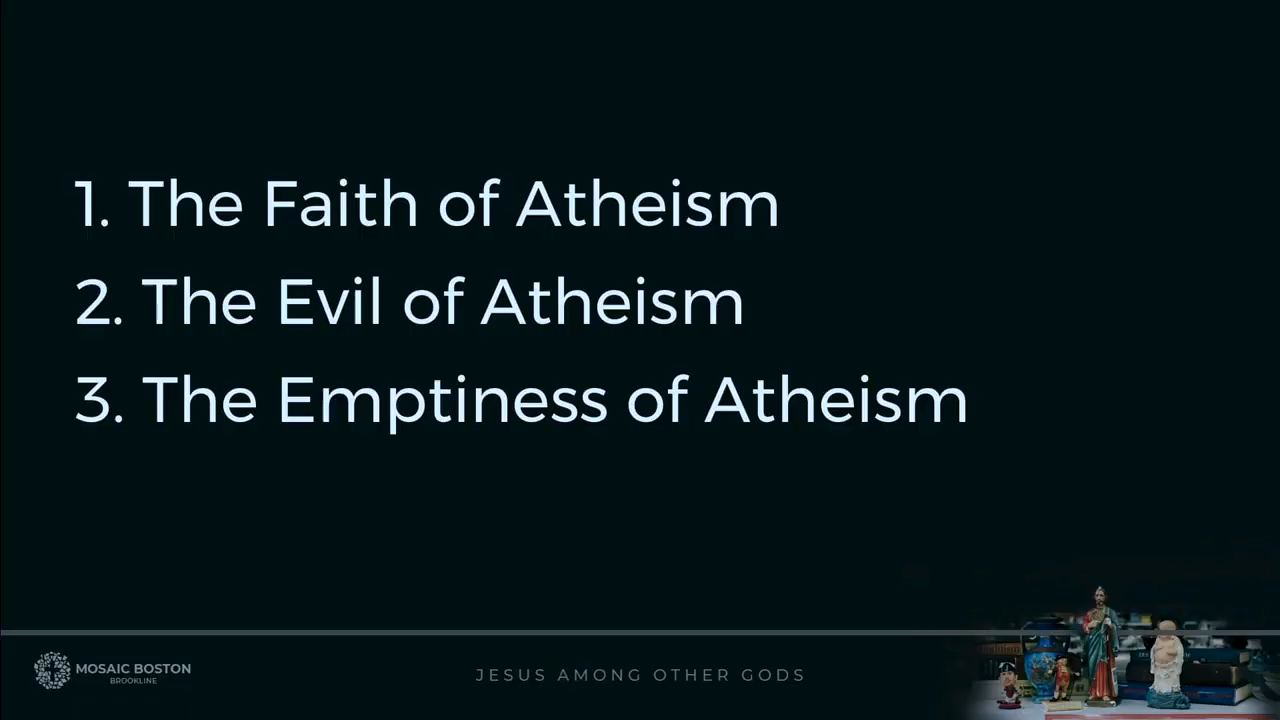 1. The Faith of Atheism
2. The Evil of Atheism
3. The Emptiness of Atheism
MOSAIC BOSTON
BROOKLINE
JESUS AMONG OTHER GODS